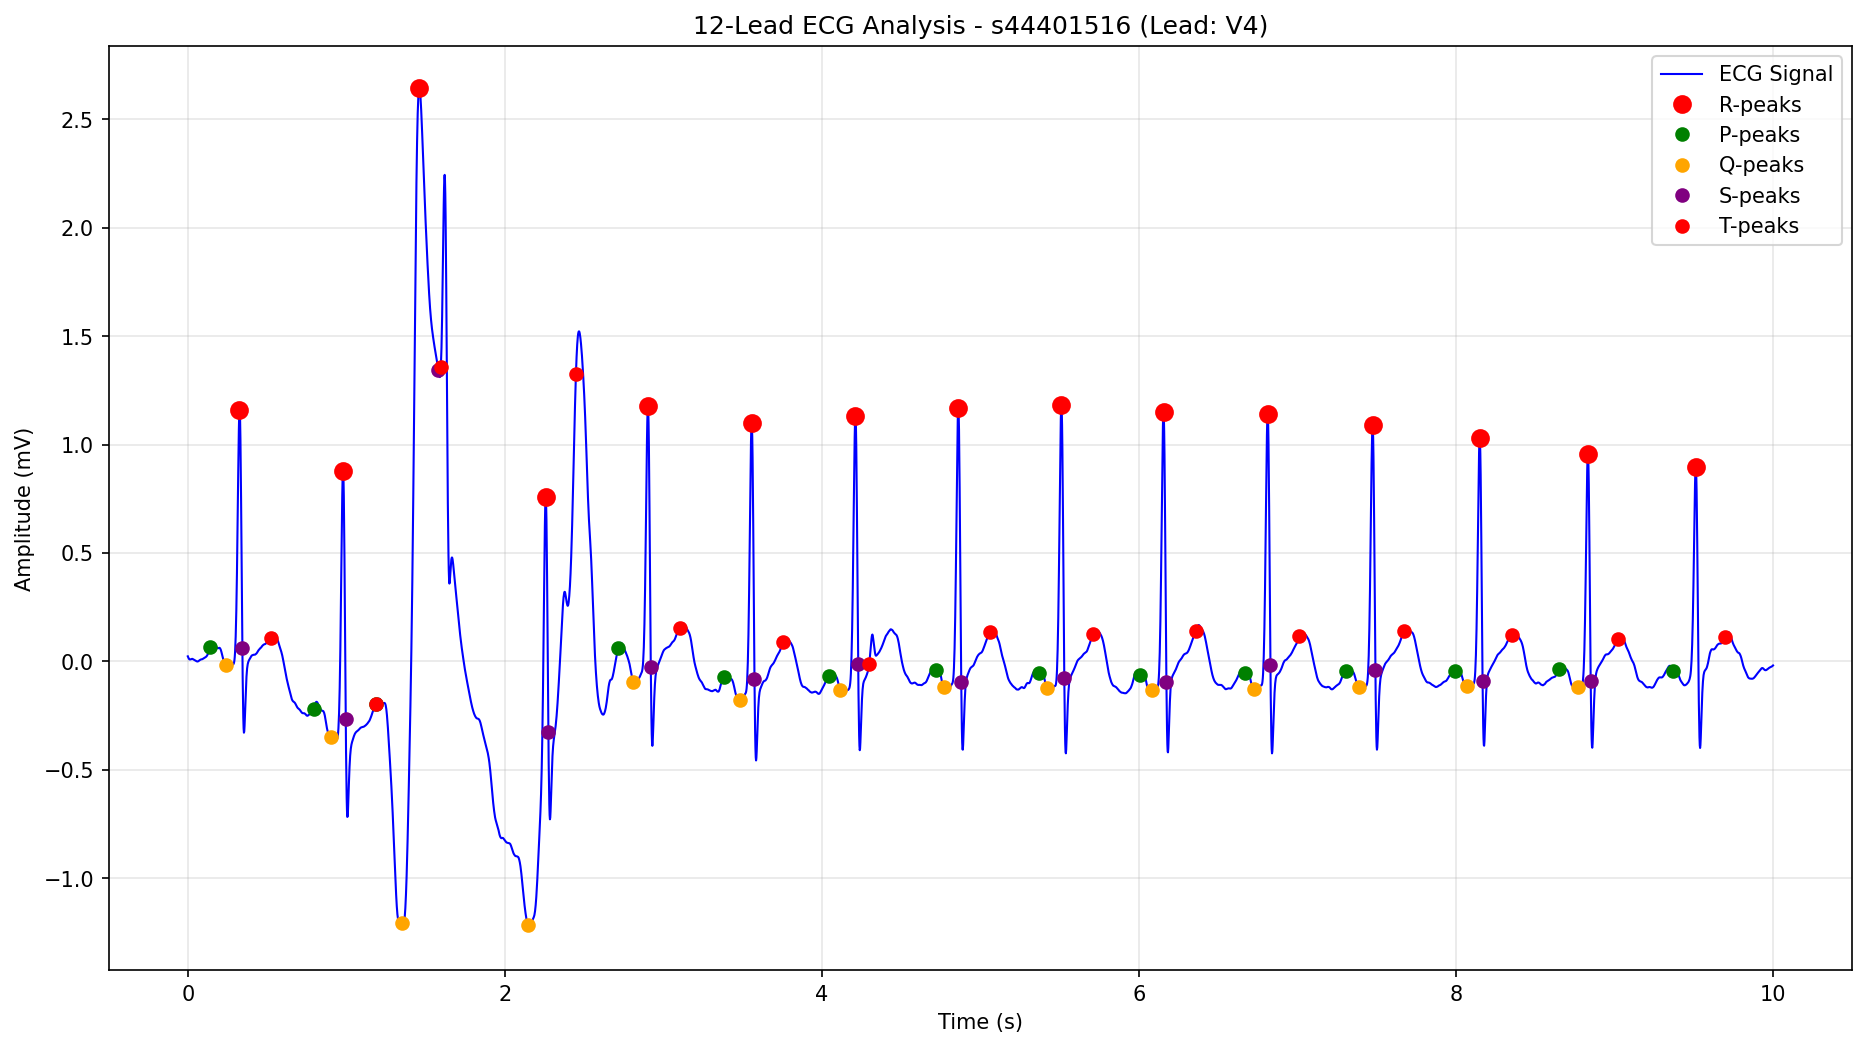 12-Lead ECG Analysis - s44401516 (Lead: V4)
ECG Signal
R-peaks
P-peaks
Q-peaks
S-peaks
T-peaks
Amplitude (mV)
2.5
2.0
1.5
1.0
0.5
0.0
−0.5
−1.0
0 2 4 6 8 10
Time (s)